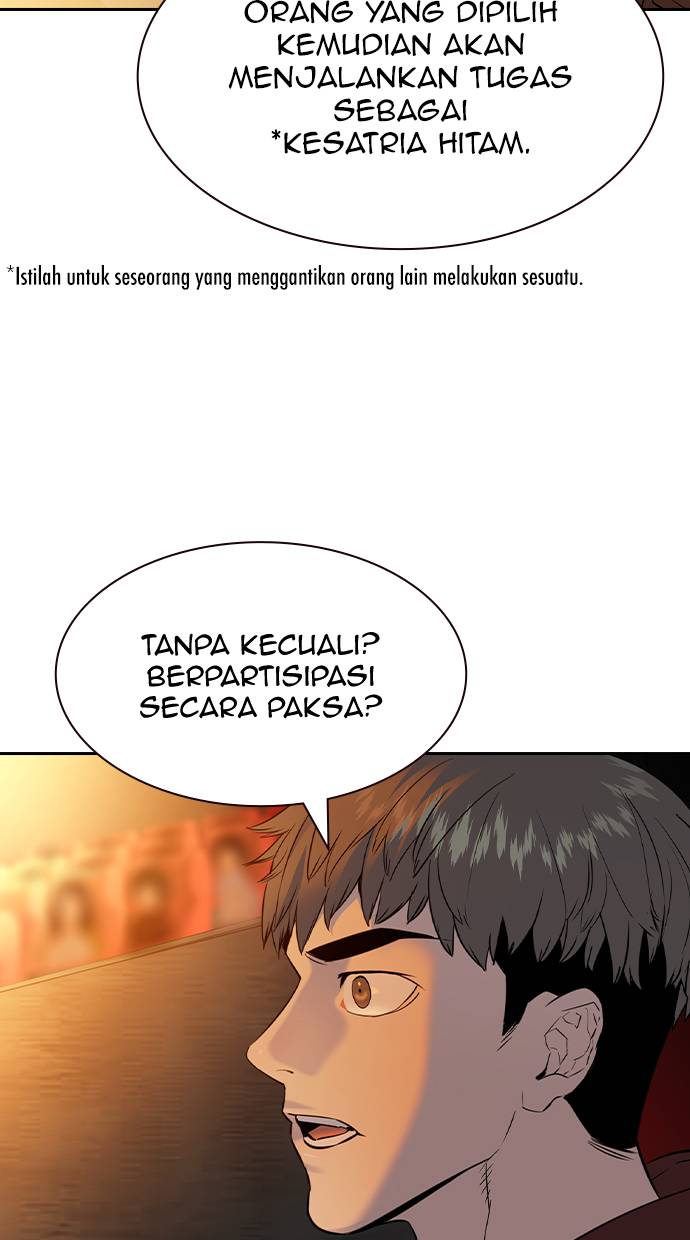 ORANG YANG DIPILIH
KEMUDIAN AKAN
MENJALANKAN TUGAS
SEBAGAI
*KESATRIA HITAM.
*Istilah untuk seseorang yang menggantikan orang lain melakukan sesuatu.
TANPA KECUALI?
BERPARTISIPASI
SECARA PAKSA?